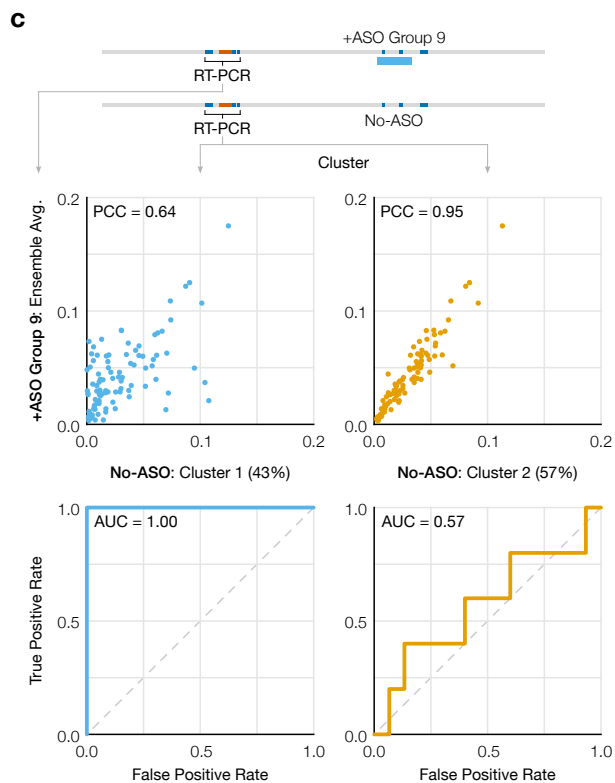 c
+ASO Group 9
RT-PCR
RT-PCR
No-ASO
Cluster
+ASO Group 9: Ensemble Avg.
0.2
0.1
0.0
PCC = 0.64
0.0
0.1
0.2
No-ASO: Cluster 1 (43%)
0.2
0.1
0.0
PCC = 0.95
0.0
0.1
0.2
No-ASO: Cluster 2 (57%)
True Positive Rate
1.0
0.5
0.0
AUC = 1.00
0.0
0.5
1.0
False Positive Rate
1.0
0.5
0.0
AUC = 0.57
0.0
0.5
1.0
False Positive Rate